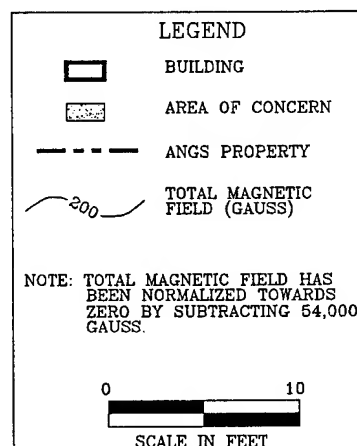 LEGEND
BUILDING
AREA OF CONCERN
ANGS PROPERTY
200
TOTAL MAGNETIC
FIELD (GAUSS)
NOTE: TOTAL MAGNETIC FIELD HAS
BEEN NORMALIZED TOWARDS
ZERO BY SUBTRACTING 54,000
GAUSS.
0 10
SCALE IN FEET